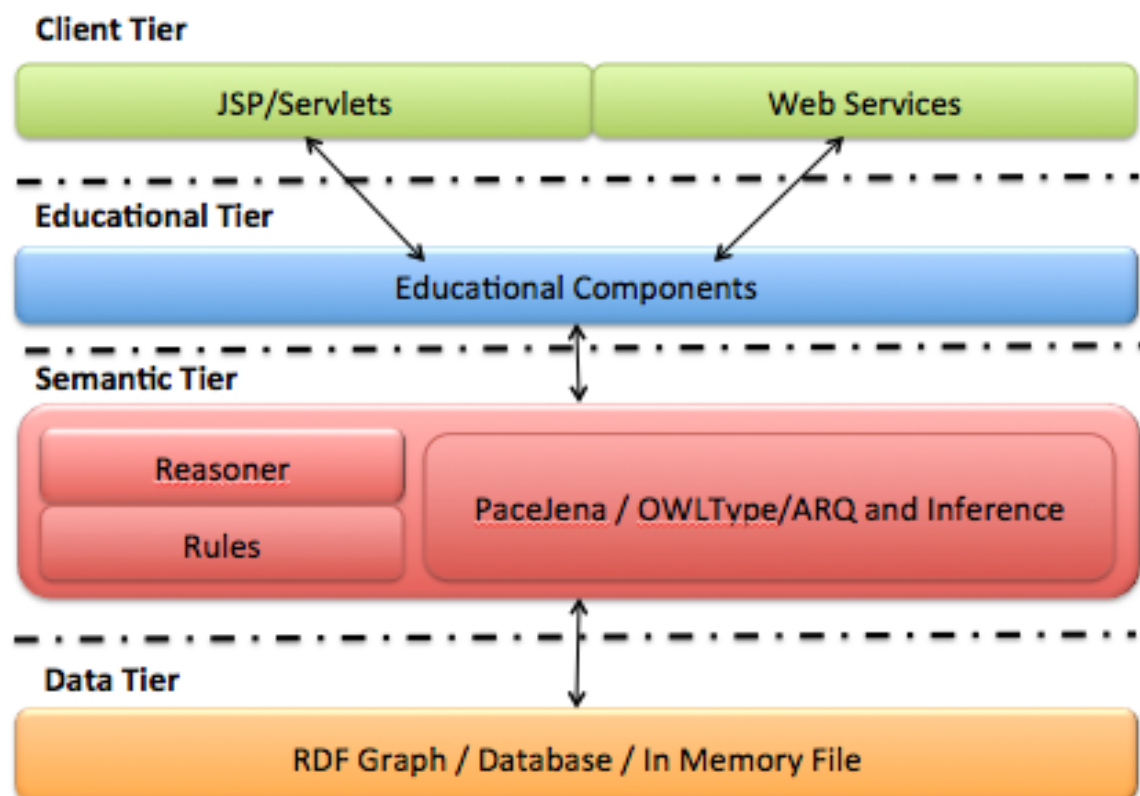 Client Tier
JSP/Servlets
Web Services
Educational Tier
Educational Components
Semantic Tier
Reasoner
PaceJena / OWLType/ARQ and Inference
Rules
Data Tier
RDF Graph / Database / In Memory File